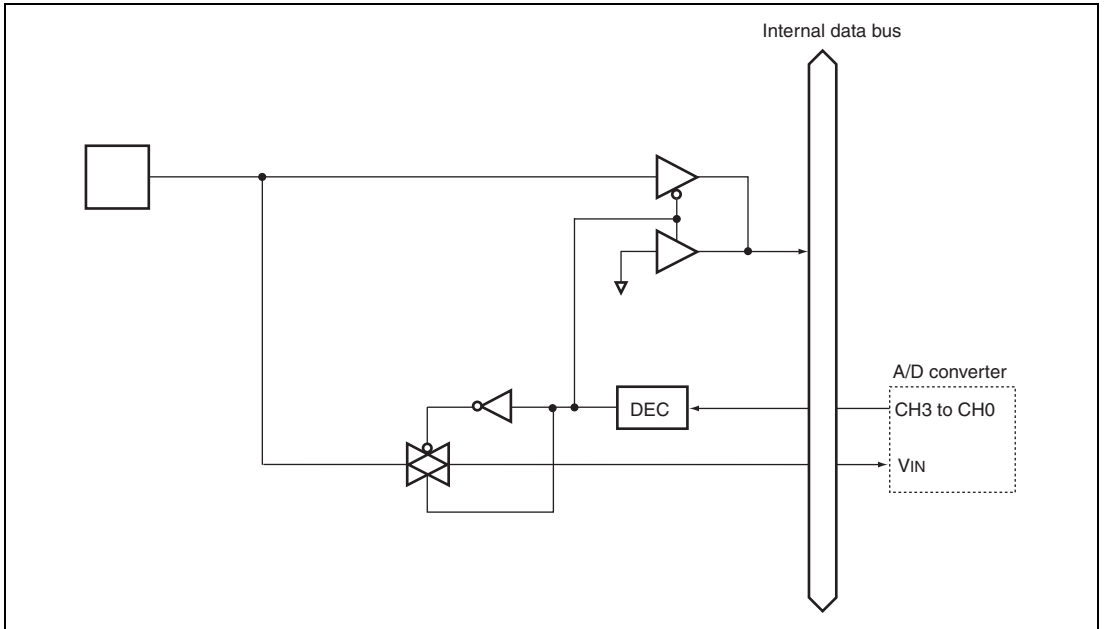 Internal data bus
A/D converter
DEC
CH3 to CH0
VIN